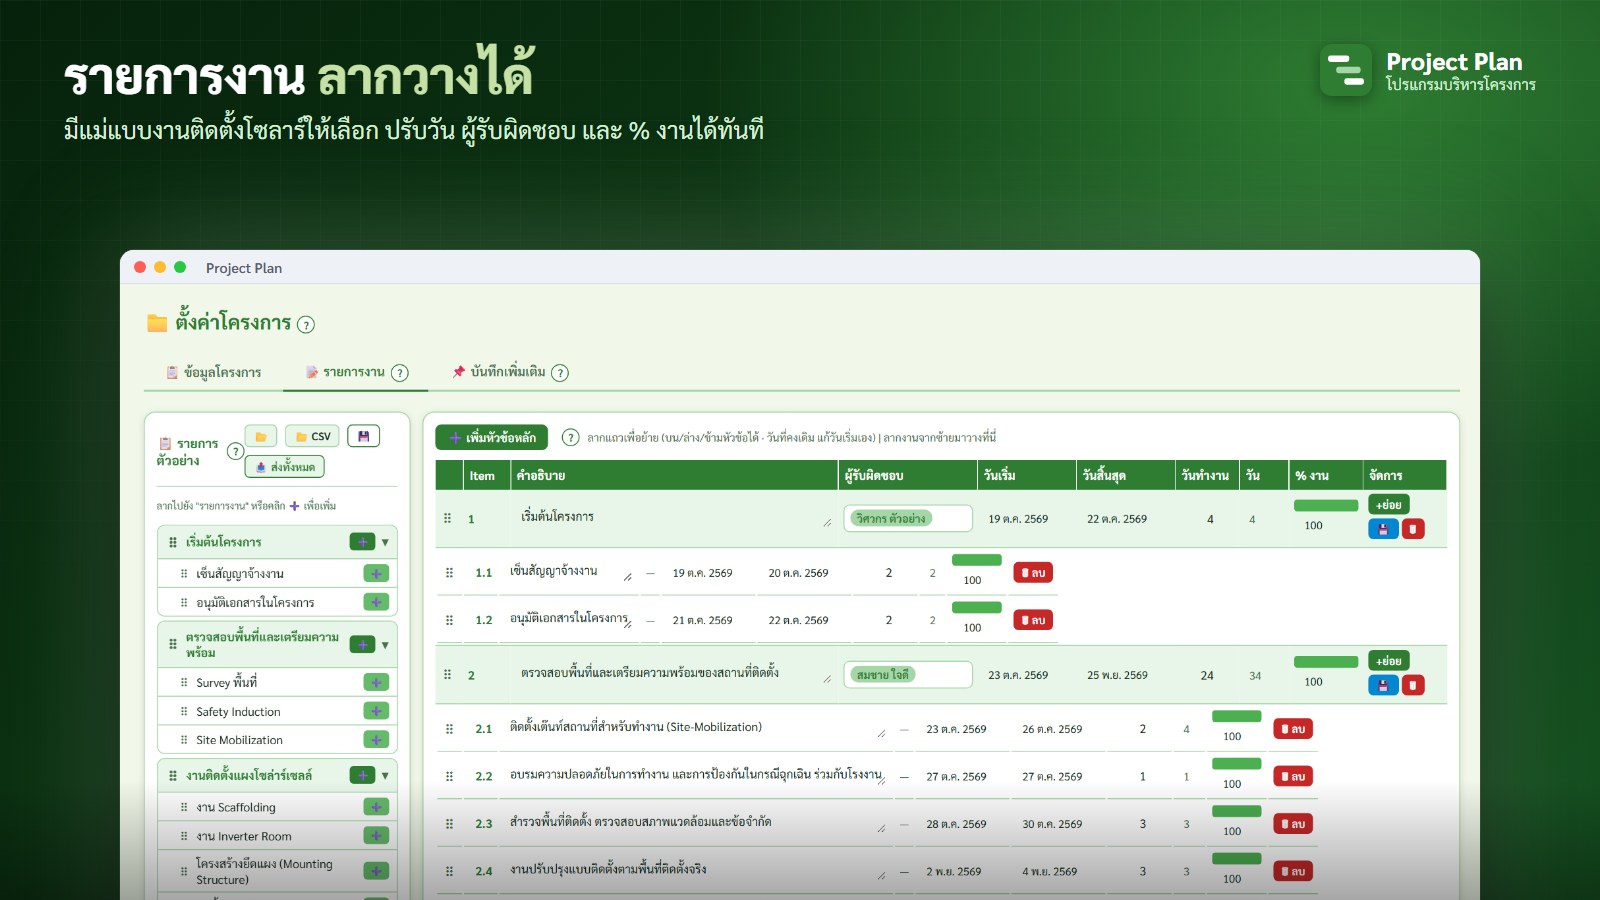 รายการงาน ลากวางได้
มีแม่แบบงานติดตั้งโซลาร์ให้เลือก ปรับวัน ผู้รับผิดชอบ และ % งานได้ทันที
Project Plan
โปรแกรมบริหารโครงการ
Project Plan
ตั้งค่าโครงการ ?
ข้อมูลโครงการ รายการงาน ? บันทึกเพิ่มเติม ?
รายการ
ตัวอย่าง
?
CSV
ส่งทั้งหมด
ลากไปยัง "รายการงาน" หรือคลิก + เพื่อเพิ่ม
เริ่มต้นโครงการ + ▼
เซ็นสัญญาจ้างงาน +
อนุมัติเอกสารในโครงการ +
ตรวจสอบพื้นที่และเตรียมความ
พร้อม + ▼
Survey พื้นที่ +
Safety Induction +
Site Mobilization +
งานติดตั้งแผงโซล่าร์เซลล์ + ▼
งาน Scaffolding +
งาน Inverter Room +
โครงสร้างยึดแผง (Mounting
Structure) +
+ เพิ่มหัวข้อหลัก ? ลากแถวเพื่อย้าย (บน/ล่าง/ข้ามหัวข้อได้ · วันที่คงเดิม แก้วันเริ่มเอง) | ลากงานจากซ้ายมาวางที่นี่
Item คำอธิบาย ผู้รับผิดชอบ วันเริ่ม วันสิ้นสุด วันทำงาน วัน % งาน จัดการ
1 เริ่มต้นโครงการ วิศวกร ตัวอย่าง 19 ต.ค. 2569 22 ต.ค. 2569 4 4 100 +ย่อย
1.1 เซ็นสัญญาจ้างงาน — 19 ต.ค. 2569 20 ต.ค. 2569 2 2 100 ลบ
1.2 อนุมัติเอกสารในโครงการ — 21 ต.ค. 2569 22 ต.ค. 2569 2 2 100 ลบ
2 ตรวจสอบพื้นที่และเตรียมความพร้อมของสถานที่ติดตั้ง สมชาย ใจดี 23 ต.ค. 2569 25 พ.ย. 2569 24 34 100 +ย่อย
2.1 ติดตั้งเต๊นท์สถานที่สำหรับทำงาน (Site-Mobilization) — 23 ต.ค. 2569 26 ต.ค. 2569 2 4 100 ลบ
2.2 อบรมความปลอดภัยในการทำงาน และการป้องกันในกรณีฉุกเฉิน ร่วมกับโรงงาน — 27 ต.ค. 2569 27 ต.ค. 2569 1 1 100 ลบ
2.3 สำรวจพื้นที่ติดตั้ง ตรวจสอบสภาพแวดล้อมและข้อจำกัด — 28 ต.ค. 2569 30 ต.ค. 2569 3 3 100 ลบ
2.4 งานปรับปรุงแบบติดตั้งตามพื้นที่ติดตั้งจริง — 2 พ.ย. 2569 4 พ.ย. 2569 3 3 100 ลบ